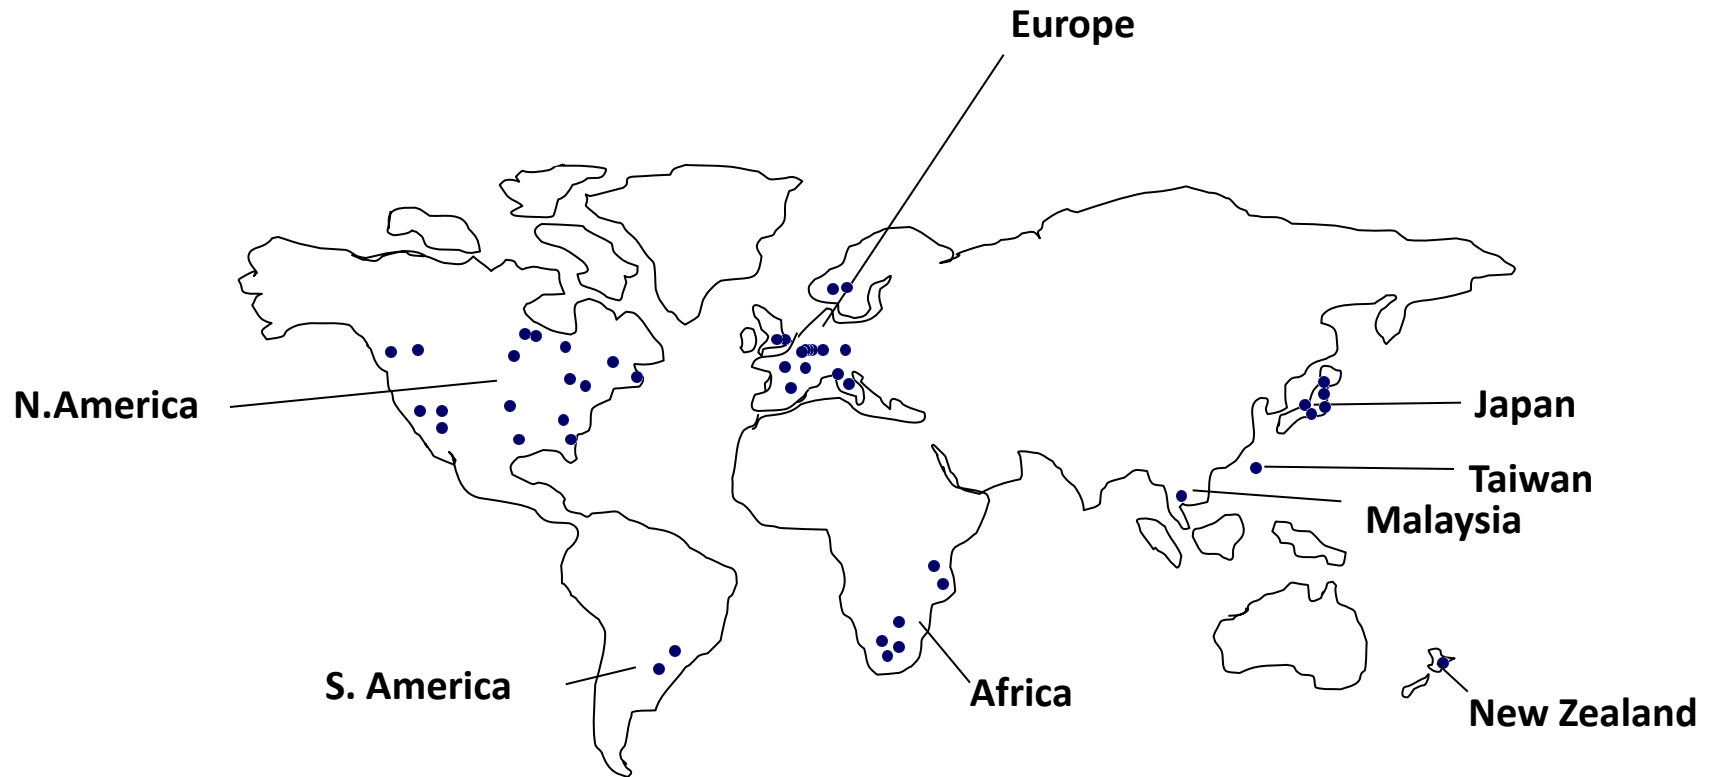 Europe
N.America
Japan
Taiwan
Malaysia
S. America
Africa
New Zealand